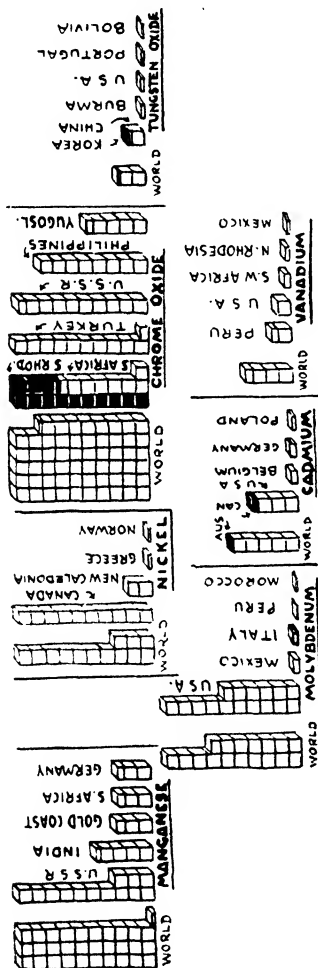 MANGANESE
WORLD
U S S R
INDIA
GOLD COAST
S. AFRICA
GERMANY
NICKEL
WORLD
CANADA
NEW CALEDONIA
GREECE
NORWAY
CHROME OXIDE
WORLD
S AFRICA S RHOD.
TURKEY
U. S. S. R
PHILIPPINES
YUGOSL.
TUNGSTEN OXIDE
WORLD
KOREA
CHINA
BURMA
U S A.
PORTUGAL
BOLIVIA
MOLYBDENUM
WORLD
U S A.
MEXICO
ITALY
PERU
MOROCCO
CADMIUM
WORLD
AUS
CAN
U S A
BELGIUM
GERMANY
POLAND
VANADIUM
WORLD
PERU
U S A.
S.W AFRICA
N. RHODESIA
MEXICO